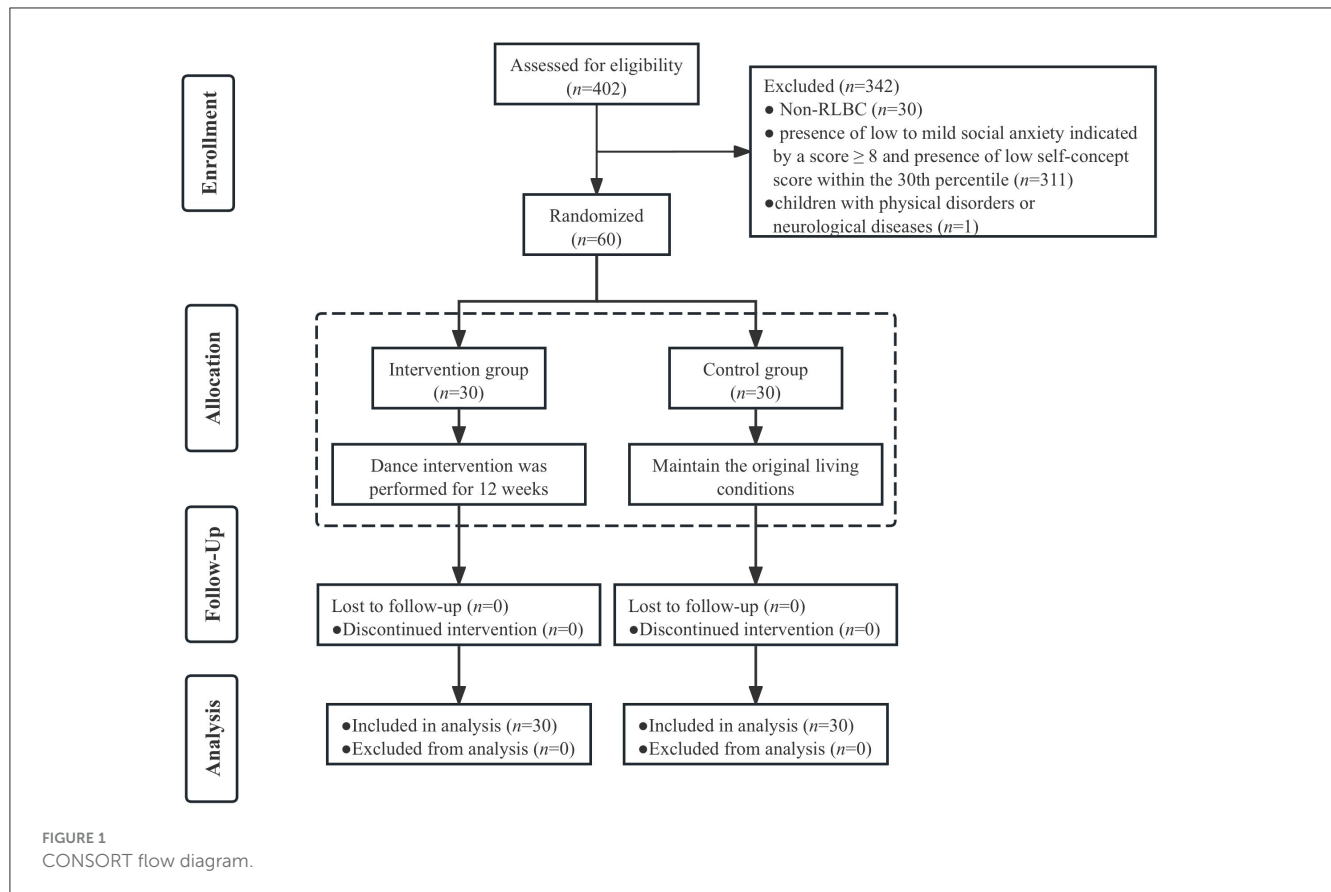 Enrollment
Assessed for eligibility
(n=402)
Excluded (n=342)
● Non-RLBC (n=30)
● presence of low to mild social anxiety indicated
by a score ≥ 8 and presence of low self-concept
score within the 30th percentile (n=311)
●children with physical disorders or
neurological diseases (n=1)
Randomized
(n=60)
Allocation
Intervention group
(n=30)
Control group
(n=30)
Dance intervention was
performed for 12 weeks
Maintain the original living
conditions
Follow-Up
Lost to follow-up (n=0)
●Discontinued intervention (n=0)
Lost to follow-up (n=0)
●Discontinued intervention (n=0)
Analysis
●Included in analysis (n=30)
●Excluded from analysis (n=0)
●Included in analysis (n=30)
●Excluded from analysis (n=0)
FIGURE 1
CONSORT flow diagram.